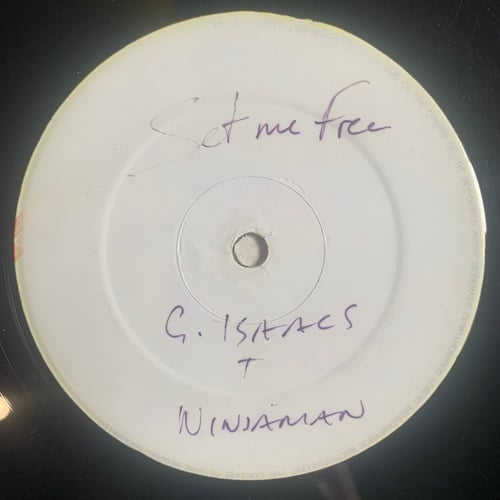 Set me Free
G. ISAACS
+
NINJAMAN